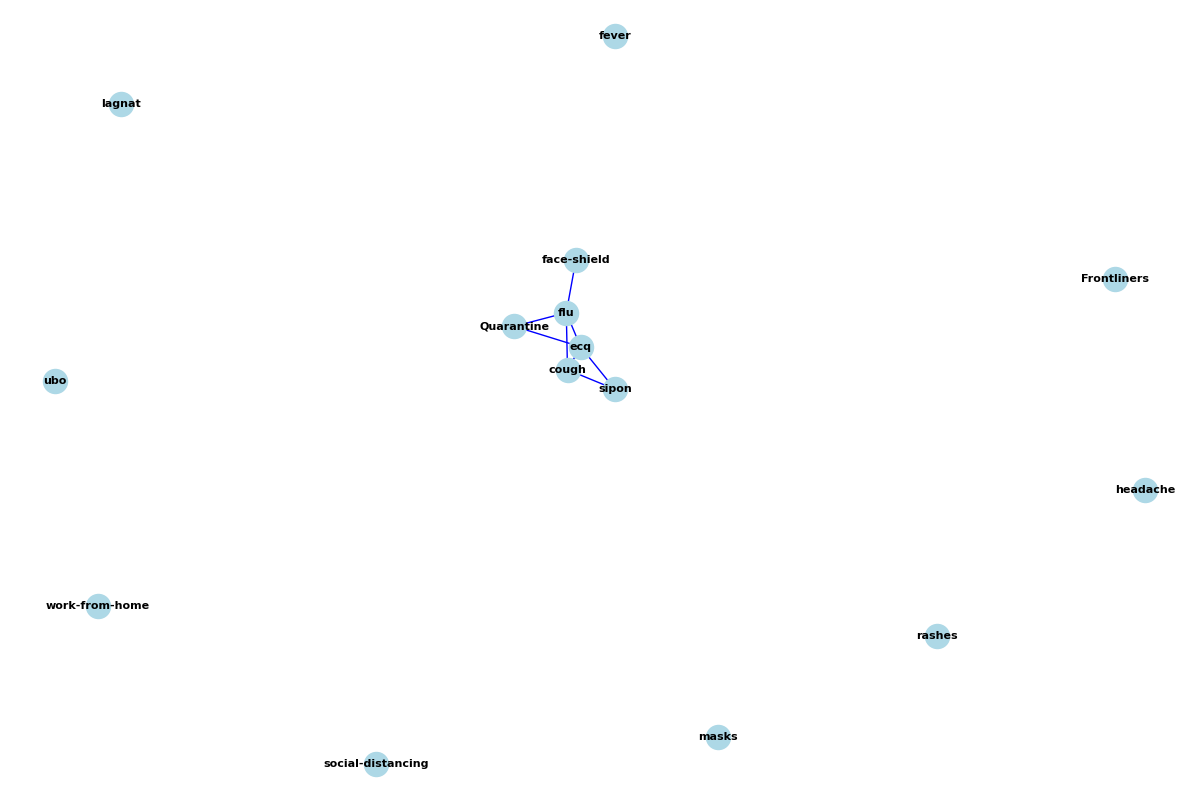 fever
lagnat
face-shield
Frontliners
flu
Quarantine
ecq
cough
ubo
sipon
headache
work-from-home
rashes
masks
social-distancing